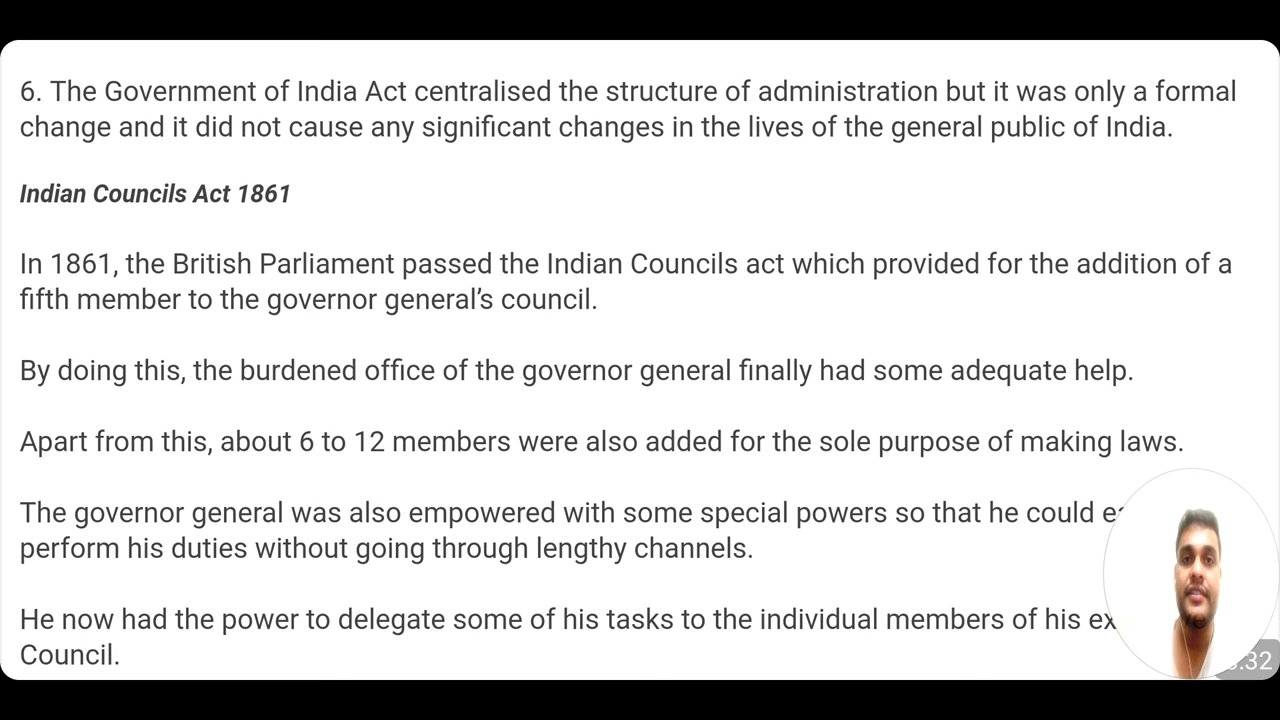 6. The Government of India Act centralised the structure of administration but it was only a formal
change and it did not cause any significant changes in the lives of the general public of India.
Indian Councils Act 1861
In 1861, the British Parliament passed the Indian Councils act which provided for the addition of a
fifth member to the governor general's council.
By doing this, the burdened office of the governor general finally had some adequate help.
Apart from this, about 6 to 12 members were also added for the sole purpose of making laws.
The governor general was also empowered with some special powers so that he could
perform his duties without going through lengthy channels.
He now had the power to delegate some of his tasks to the individual members of his
Council.